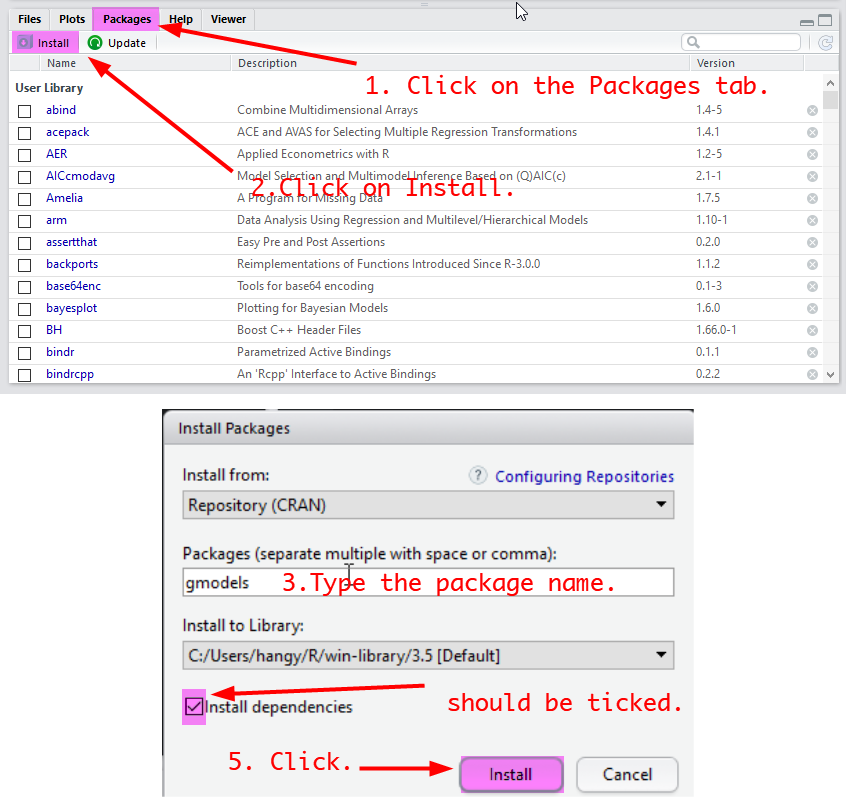 Files Plots Packages Help Viewer
Install Update
Name Description Version
1. Click on the Packages tab.
User Library
abind Combine Multidimensional Arrays 1.4-5
acepack ACE and AVAS for Selecting Multiple Regression Transformations 1.4.1
AER Applied Econometrics with R 1.2-5
AICcmodavg Model Selection and Multimodel Inference Based on (Q)AIC(c) 2.1-1
2.Click on Install.
Amelia A Program for Missing Data 1.7.5
arm Data Analysis Using Regression and Multilevel/Hierarchical Models 1.10-1
assertthat Easy Pre and Post Assertions 0.2.0
backports Reimplementations of Functions Introduced Since R-3.0.0 1.1.2
base64enc Tools for base64 encoding 0.1-3
bayesplot Plotting for Bayesian Models 1.6.0
BH Boost C++ Header Files 1.66.0-1
bindr Parametrized Active Bindings 0.1.1
bindrcpp An 'Rcpp' Interface to Active Bindings 0.2.2
Install Packages
Install from: ? Configuring Repositories
Repository (CRAN)
Packages (separate multiple with space or comma):
gmodels 3.Type the package name.
Install to Library:
C:/Users/hangy/R/win-library/3.5 [Default]
Install dependencies should be ticked.
5. Click. Install Cancel